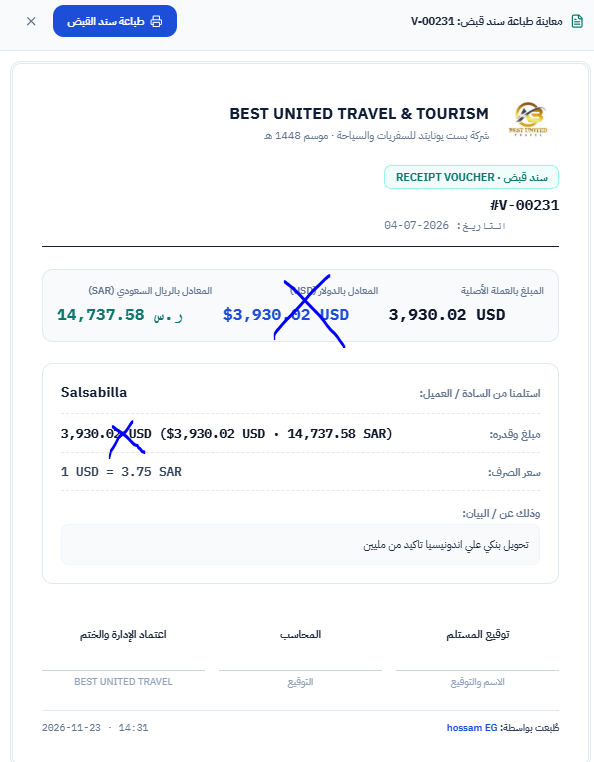 معاينة طباعة سند قبض: V-00231
طباعة سند القبض
BEST UNITED TRAVEL & TOURISM
شركة بست يونايتد للسفريات والسياحة · موسم 1448 هـ
BEST UNITED
TRAVEL
سند قبض · RECEIPT VOUCHER
#V-00231
التاريخ: 2026-07-04
المبلغ بالعملة الأصلية
3,930.02 USD
المعادل بالدولار (USD)
$3,930.02 USD
المعادل بالريال السعودي (SAR)
14,737.58 ر.س
استلمنا من السادة / العميل:
Salsabilla
مبلغ وقدره:
3,930.02 USD ($3,930.02 USD · 14,737.58 SAR)
سعر الصرف:
1 USD = 3.75 SAR
وذلك عن / البيان:
تحويل بنكي علي اندونيسيا تاكيد من مليين
توقيع المستلم
الاسم والتوقيع
المحاسب
التوقيع
اعتماد الإدارة والختم
BEST UNITED TRAVEL
طُبعت بواسطة: hossam EG
2026-11-23 · 14:31